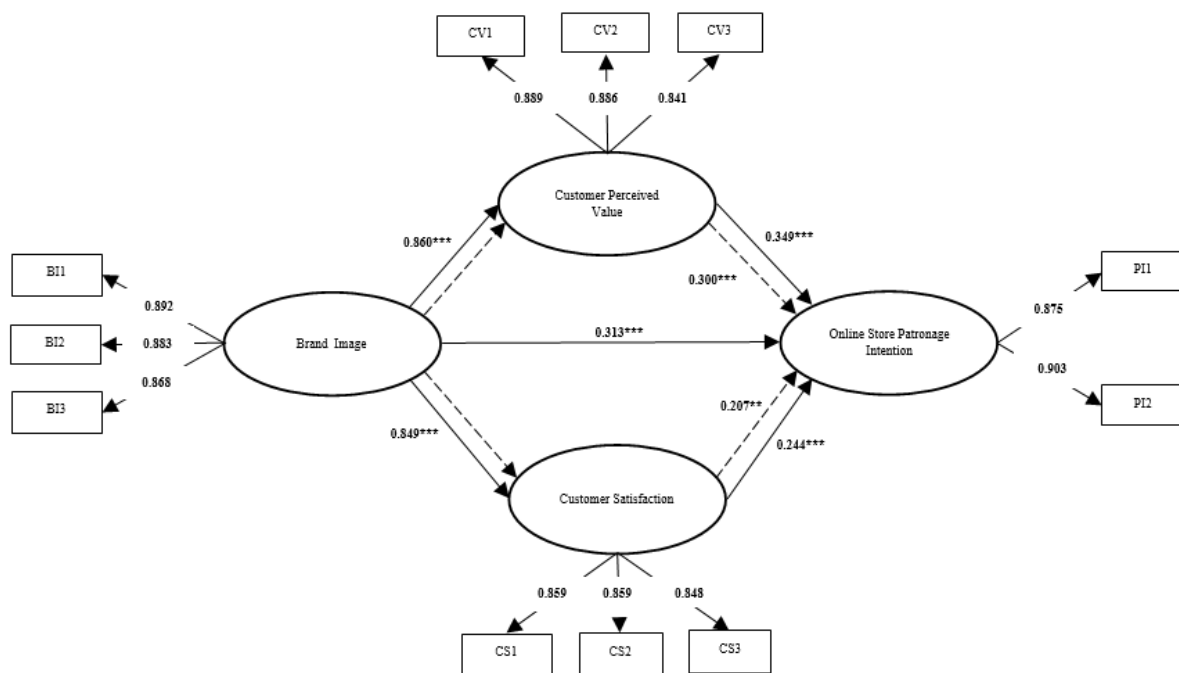 CV1
CV2
CV3
0.889
0.886
0.841
Customer Perceived
Value
0.860***
0.349***
0.300***
BI1
BI2
BI3
0.892
0.883
0.868
Brand Image
0.313***
Online Store Patronage
Intention
PI1
PI2
0.875
0.903
0.849***
0.207**
0.244***
Customer Satisfaction
0.859
0.859
0.848
CS1
CS2
CS3